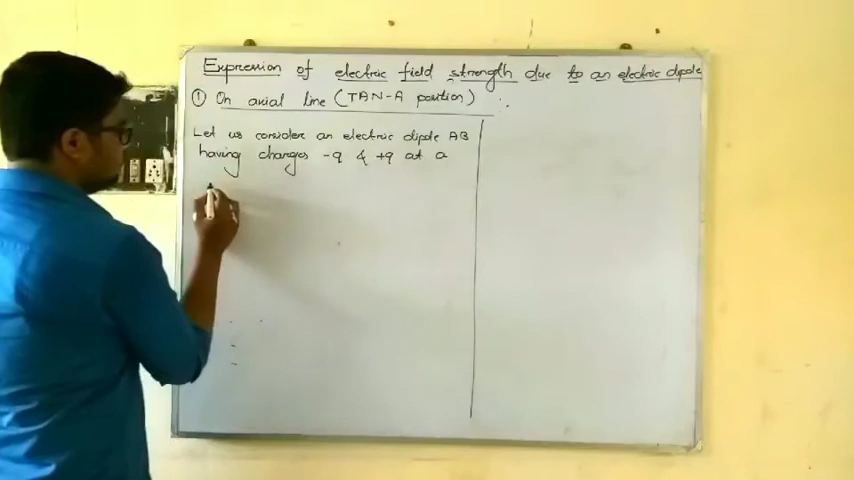 Expression of electric field strength due to an electric dipole
① On axial line (TAN-A position) :.
Let us consider an electric dipole AB
having charges -q & +q at a